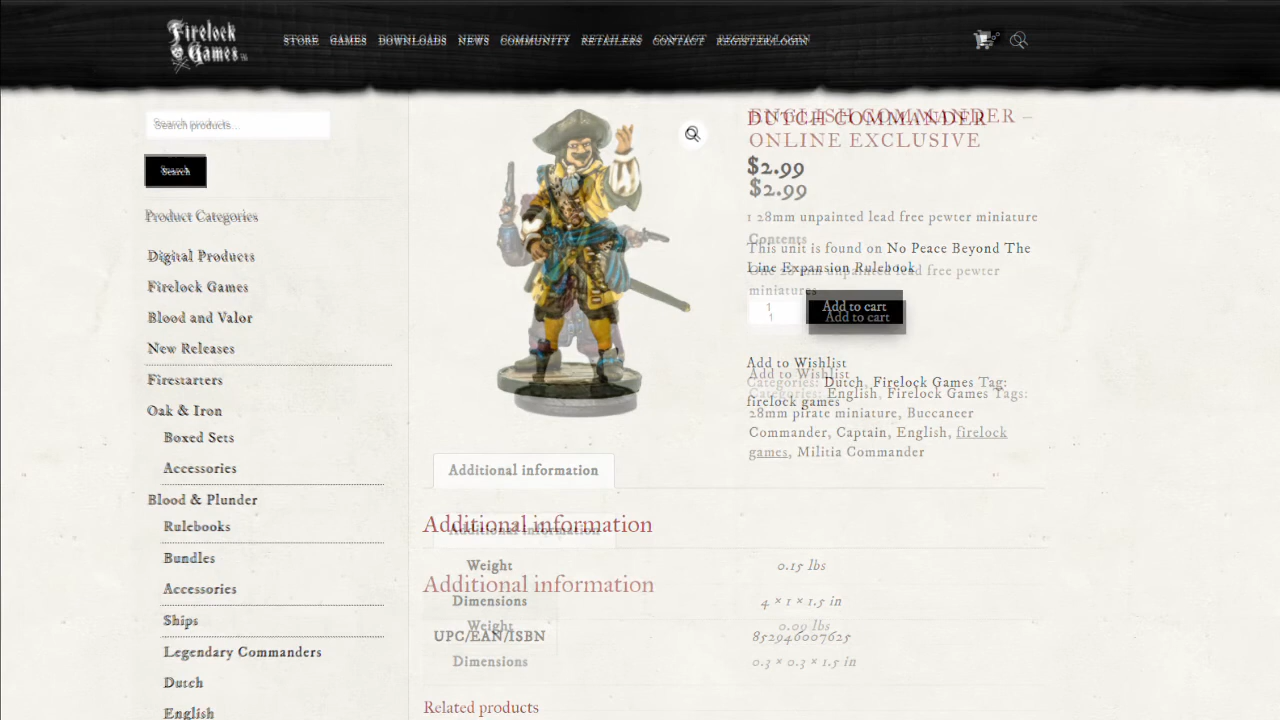 Firelock Games
STORE GAMES DOWNLOADS NEWS COMMUNITY RETAILERS CONTACT REGISTER/LOGIN
Search products…
Search
Product Categories
Digital Products
Firelock Games
Blood and Valor
New Releases
Firestarters
Oak & Iron
Boxed Sets
Accessories
Blood & Plunder
Rulebooks
Bundles
Accessories
Ships
Legendary Commanders
Dutch
English
DUTCH COMMANDER
ENGLISH COMMANDER –
ONLINE EXCLUSIVE
$2.99
$2.99
1 28mm unpainted lead free pewter miniature
Contents
This unit is found on No Peace Beyond The
Line Expansion Rulebook
One 28 mm unpainted lead free pewter
miniatures
1
Add to cart
1
Add to cart
Add to Wishlist
Add to Wishlist
Categories: Dutch, Firelock Games Tag:
firelock games
Categories: English, Firelock Games Tags:
28mm pirate miniature, Buccaneer
Commander, Captain, English, firelock
games, Militia Commander
Additional information
Additional information
Additional information
Additional information
Weight 0.15 lbs
Dimensions 4 × 1 × 1.5 in
Weight 0.09 lbs
UPC/EAN/ISBN 852946007625
Dimensions 0.3 × 0.3 × 1.5 in
Related products